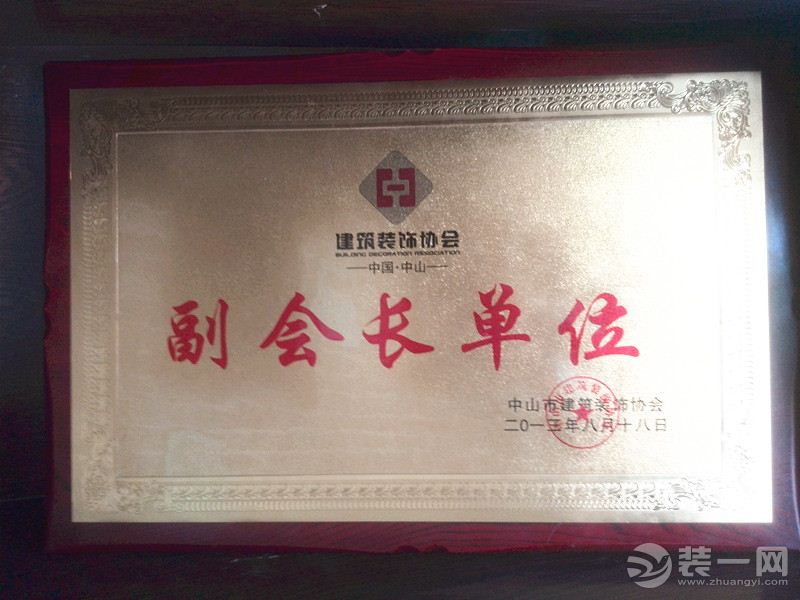 建筑装饰协会
BUILDING DECORATION ASSOCIATION
中国·中山
副会长单位
中山市建筑装饰协会
二0一三年八月十八日
装一网
www.zhuangyi.com